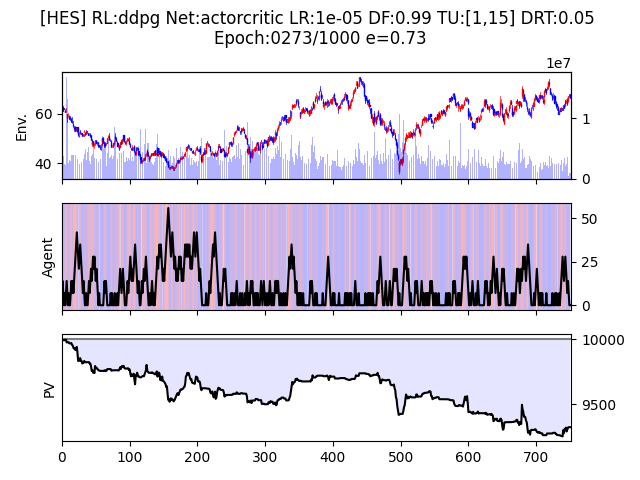 [HES] RL:ddpg Net:actorcritic LR:1e-05 DF:0.99 TU:[1,15] DRT:0.05
Epoch:0273/1000 e=0.73
1e7
Env.
60
40
1
0
Agent
50
25
0
PV
10000
9500
0 100 200 300 400 500 600 700